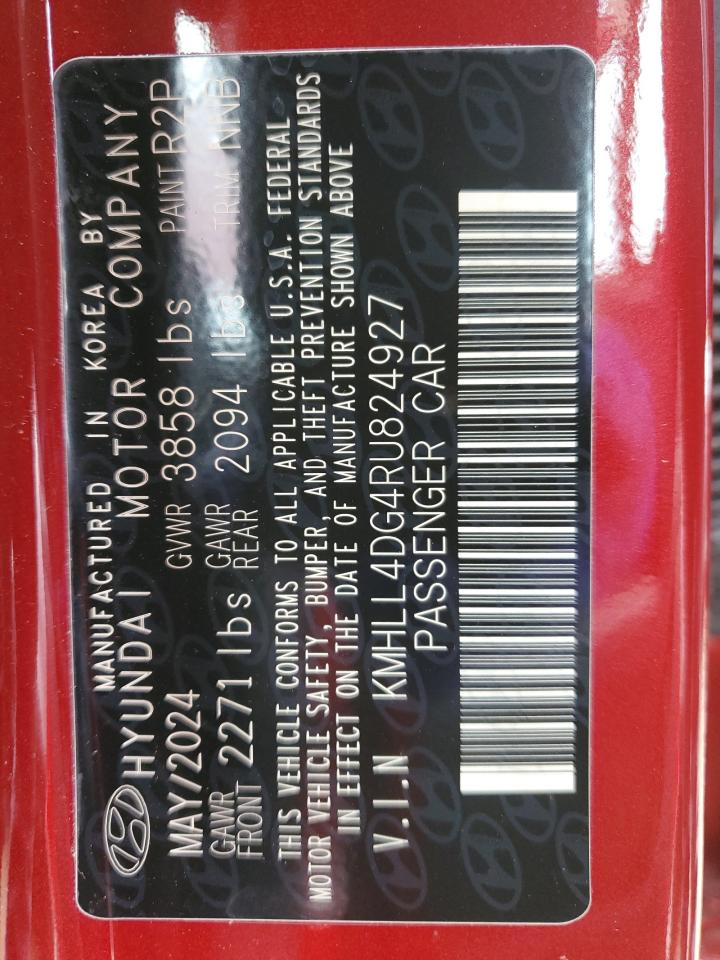 MANUFACTURED IN KOREA BY
HYUNDAI MOTOR COMPANY
MAY/2024 GVWR 3858 lbs PAINT R2P
GAWR FRONT 2271 lbs GAWR REAR 2094 lbs TRIM NNB
THIS VEHICLE CONFORMS TO ALL APPLICABLE U.S.A. FEDERAL
MOTOR VEHICLE SAFETY, BUMPER, AND THEFT PREVENTION STANDARDS
IN EFFECT ON THE DATE OF MANUFACTURE SHOWN ABOVE
V.I.N KMHLL4DG4RU824927
PASSENGER CAR